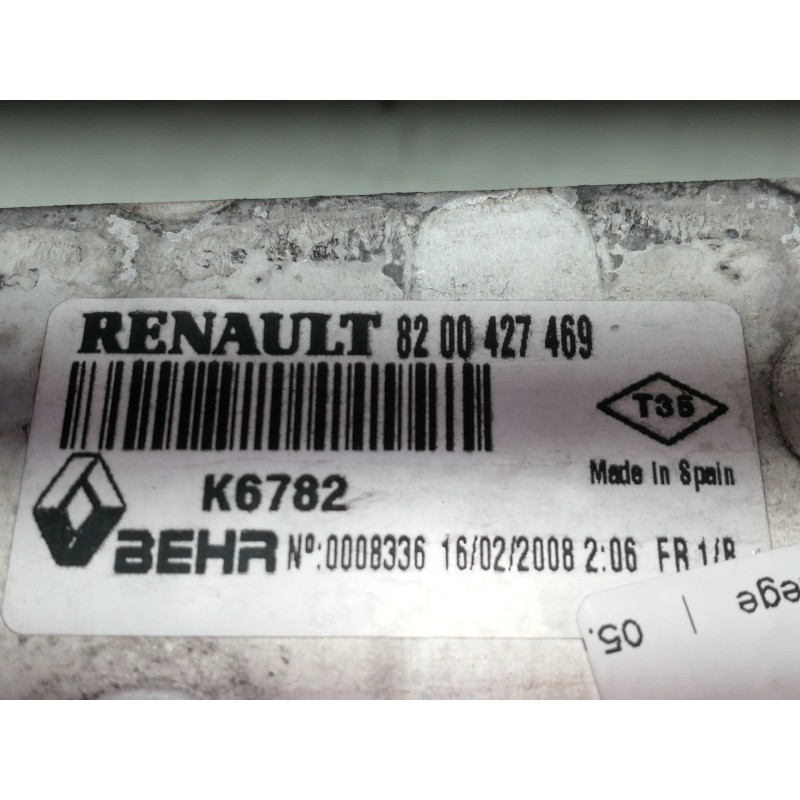 RENAULT 82 00 427 469
T35
Made in Spain
K6782
BEHR Nº:0008336 16/02/2008 2:06 FR 1/B
ege | 05.